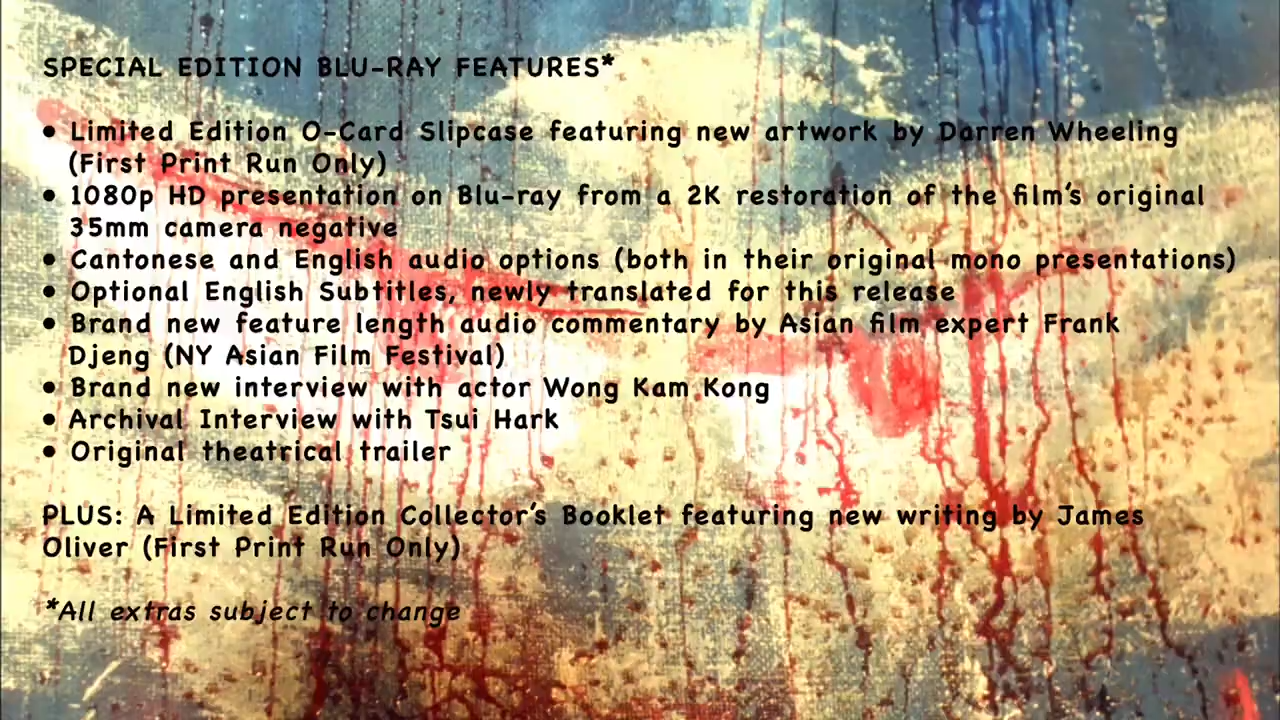 SPECIAL EDITION BLU-RAY FEATURES*
• Limited Edition O-Card Slipcase featuring new artwork by Darren Wheeling
(First Print Run Only)
• 1080p HD presentation on Blu-ray from a 2K restoration of the film's original
35mm camera negative
• Cantonese and English audio options (both in their original mono presentations)
• Optional English Subtitles, newly translated for this release
• Brand new feature length audio commentary by Asian film expert Frank
Djeng (NY Asian Film Festival)
• Brand new interview with actor Wong Kam Kong
• Archival Interview with Tsui Hark
• Original theatrical trailer
PLUS: A Limited Edition Collector's Booklet featuring new writing by James
Oliver (First Print Run Only)
*All extras subject to change